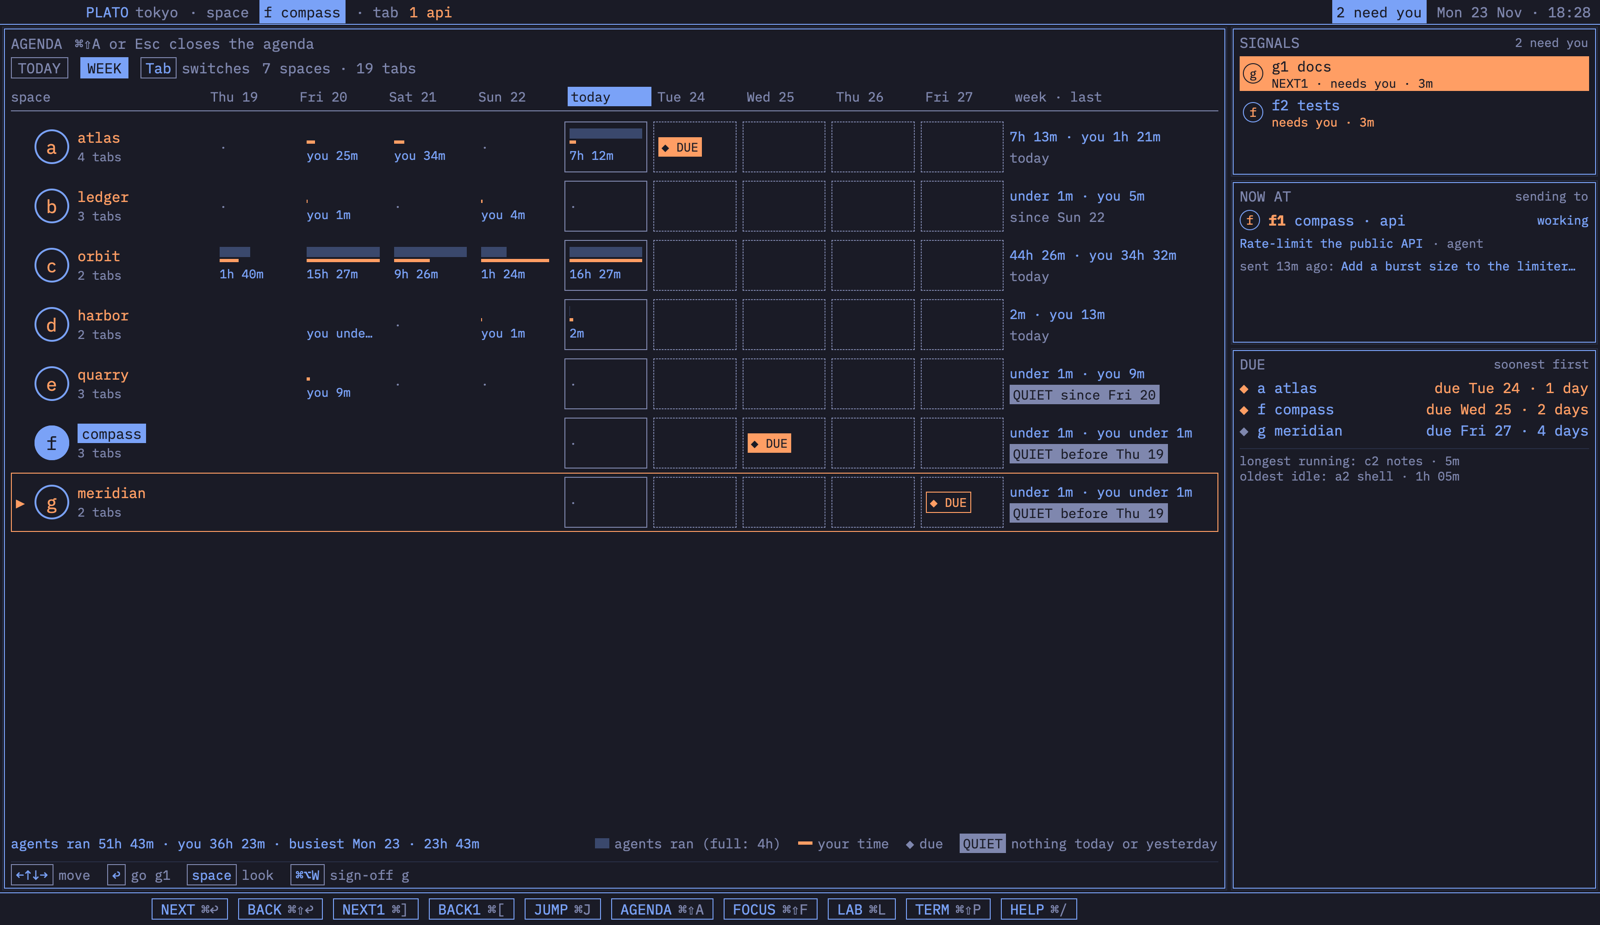 PLATO tokyo · space f compass · tab 1 api
2 need you Mon 23 Nov · 18:28
AGENDA ⌘⇧A or Esc closes the agenda
TODAY WEEK Tab switches 7 spaces · 19 tabs
space Thu 19 Fri 20 Sat 21 Sun 22 today Tue 24 Wed 25 Thu 26 Fri 27 week · last
a atlas
4 tabs
· you 25m you 34m · 7h 12m ◆ DUE
7h 13m · you 1h 21m
today
b ledger
3 tabs
· you 1m · you 4m ·
under 1m · you 5m
since Sun 22
c orbit
2 tabs
1h 40m 15h 27m 9h 26m 1h 24m 16h 27m
44h 26m · you 34h 32m
today
d harbor
2 tabs
you unde… · you 1m 2m
2m · you 13m
today
e quarry
3 tabs
you 9m · · ·
under 1m · you 9m
QUIET since Fri 20
f compass
3 tabs
· ◆ DUE
under 1m · you under 1m
QUIET before Thu 19
▶ g meridian
2 tabs
· ◆ DUE
under 1m · you under 1m
QUIET before Thu 19
agents ran 51h 43m · you 36h 23m · busiest Mon 23 · 23h 43m
agents ran (full: 4h) your time ◆ due QUIET nothing today or yesterday
←↑↓→ move ↵ go g1 space look ⌘⌥W sign-off g
SIGNALS 2 need you
g g1 docs
NEXT1 · needs you · 3m
f f2 tests
needs you · 3m
NOW AT sending to
f f1 compass · api working
Rate-limit the public API · agent
sent 13m ago: Add a burst size to the limiter…
DUE soonest first
◆ a atlas due Tue 24 · 1 day
◆ f compass due Wed 25 · 2 days
◆ g meridian due Fri 27 · 4 days
longest running: c2 notes · 5m
oldest idle: a2 shell · 1h 05m
NEXT ⌘↵ BACK ⌘⇧↵ NEXT1 ⌘] BACK1 ⌘[ JUMP ⌘J AGENDA ⌘⇧A FOCUS ⌘⇧F LAB ⌘L TERM ⌘⇧P HELP ⌘/